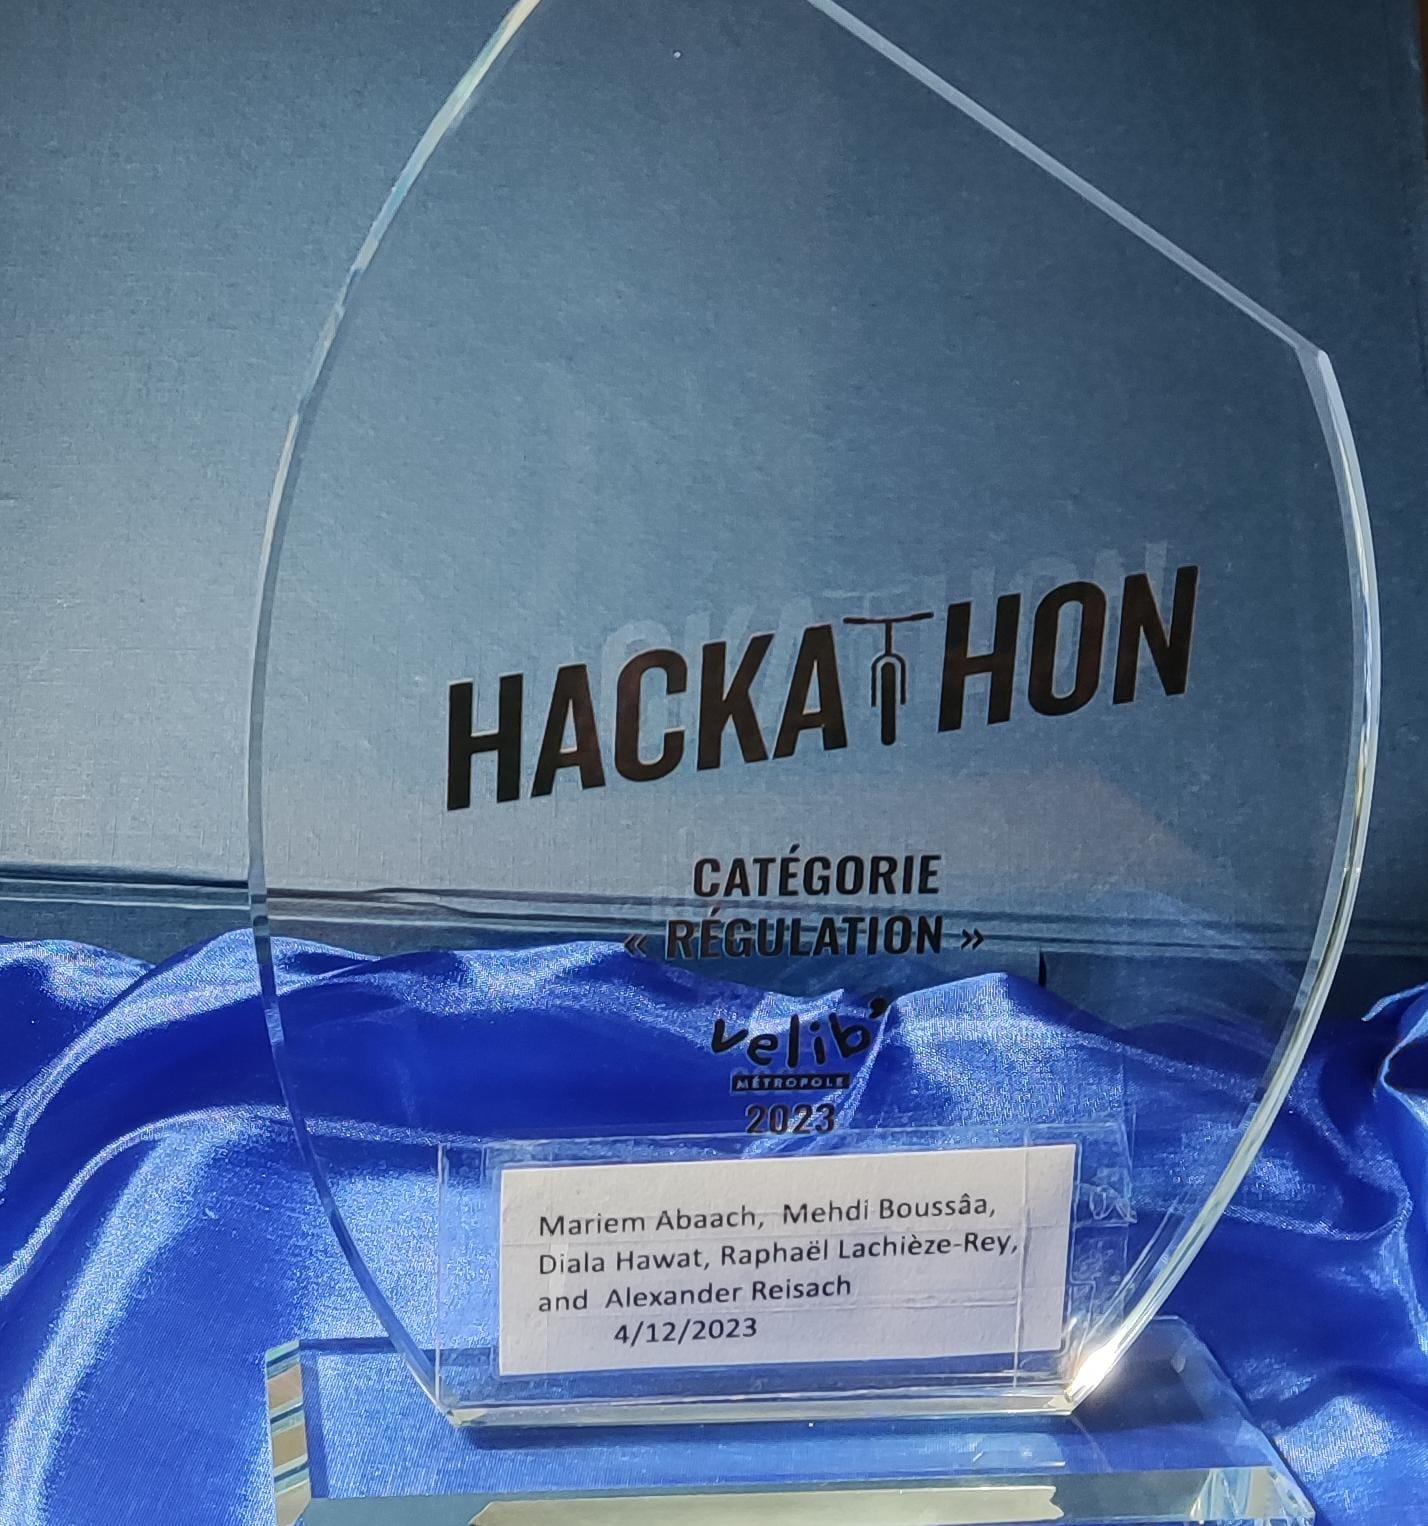 HACKATHON
CATÉGORIE
« RÉGULATION »
velib'
MÉTROPOLE
2023
Mariem Abaach, Mehdi Boussâa,
Diala Hawat, Raphaël Lachièze-Rey,
and Alexander Reisach
4/12/2023